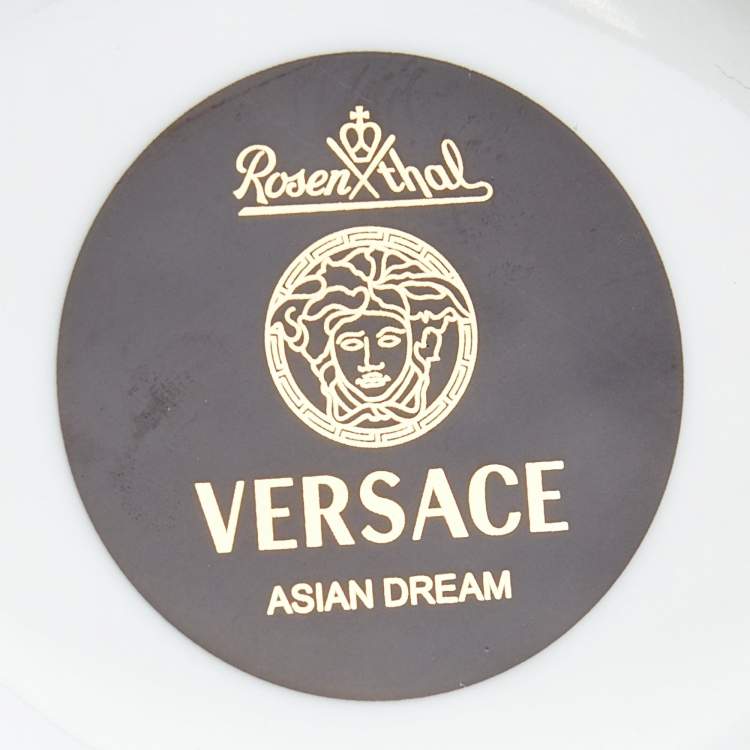 Rosenthal
VERSACE
ASIAN DREAM